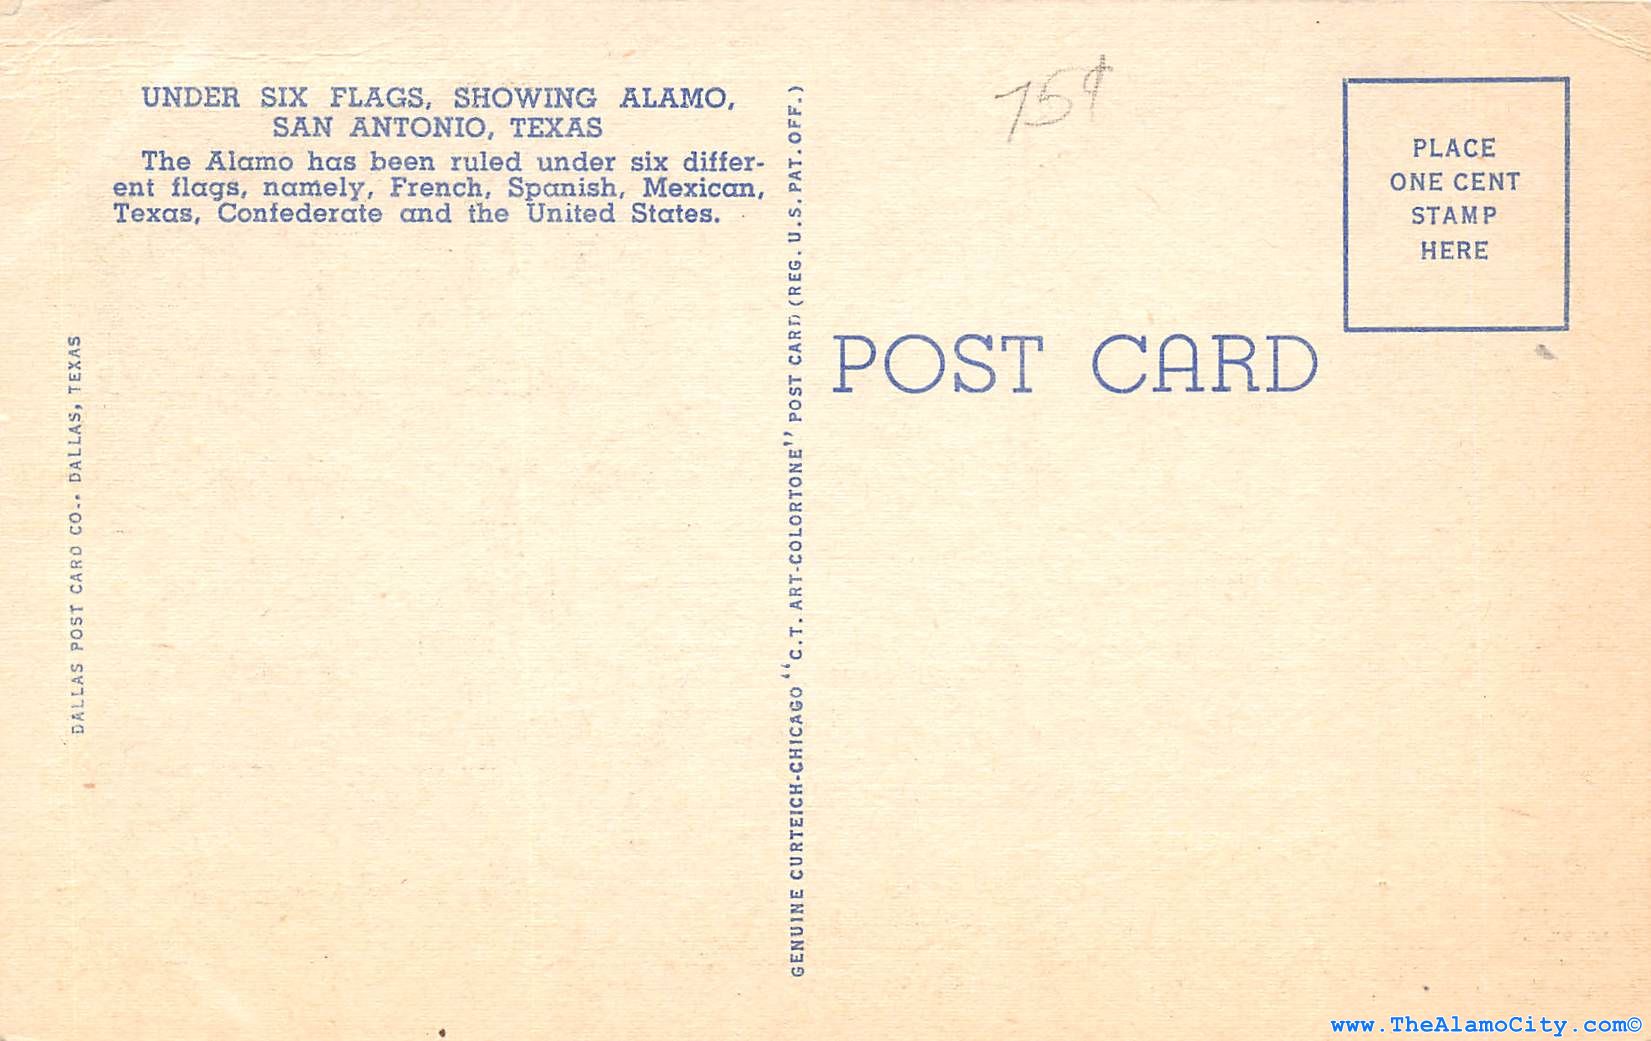 UNDER SIX FLAGS, SHOWING ALAMO,
SAN ANTONIO, TEXAS
The Alamo has been ruled under six differ-
ent flags, namely, French, Spanish, Mexican,
Texas, Confederate and the United States.
DALLAS POST CARD CO., DALLAS, TEXAS
GENUINE CURTEICH-CHICAGO "C.T. ART-COLORTONE" POST CARD (REG. U.S. PAT. OFF.)
75¢
PLACE
ONE CENT
STAMP
HERE
POST CARD
www.TheAlamoCity.com©